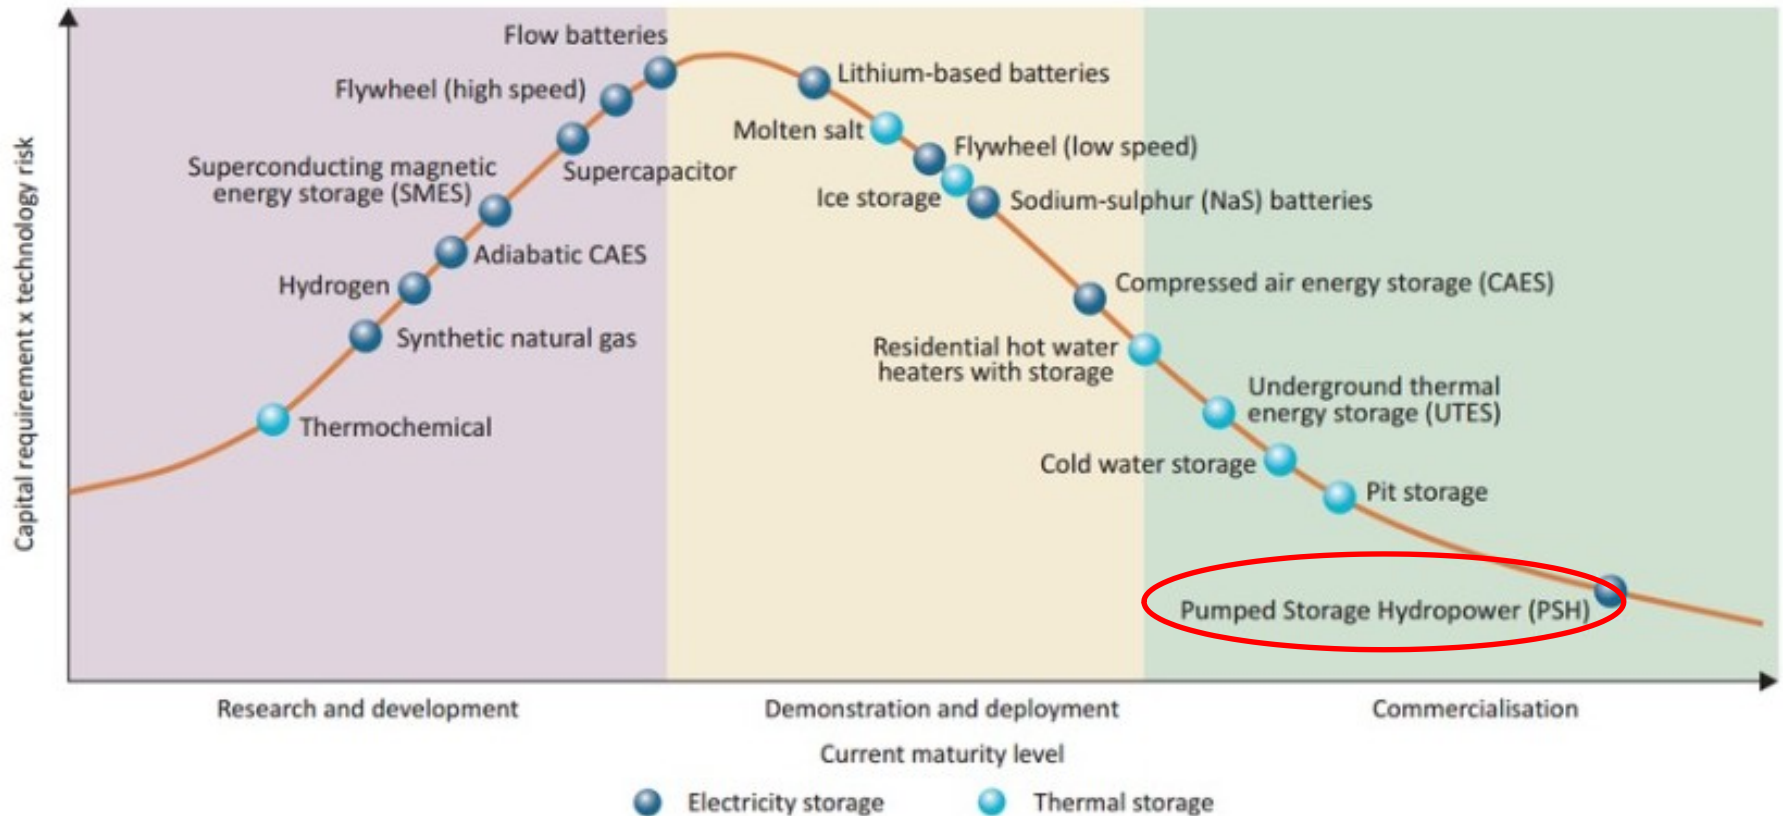 Capital requirement x technology risk
Flow batteries
Flywheel (high speed)
Supercapacitor
Superconducting magnetic
energy storage (SMES)
Adiabatic CAES
Hydrogen
Synthetic natural gas
Thermochemical
Lithium-based batteries
Molten salt
Flywheel (low speed)
Ice storage
Sodium-sulphur (NaS) batteries
Compressed air energy storage (CAES)
Residential hot water
heaters with storage
Underground thermal
energy storage (UTES)
Cold water storage
Pit storage
Pumped Storage Hydropower (PSH)
Research and development
Demonstration and deployment
Commercialisation
Current maturity level
Electricity storage
Thermal storage